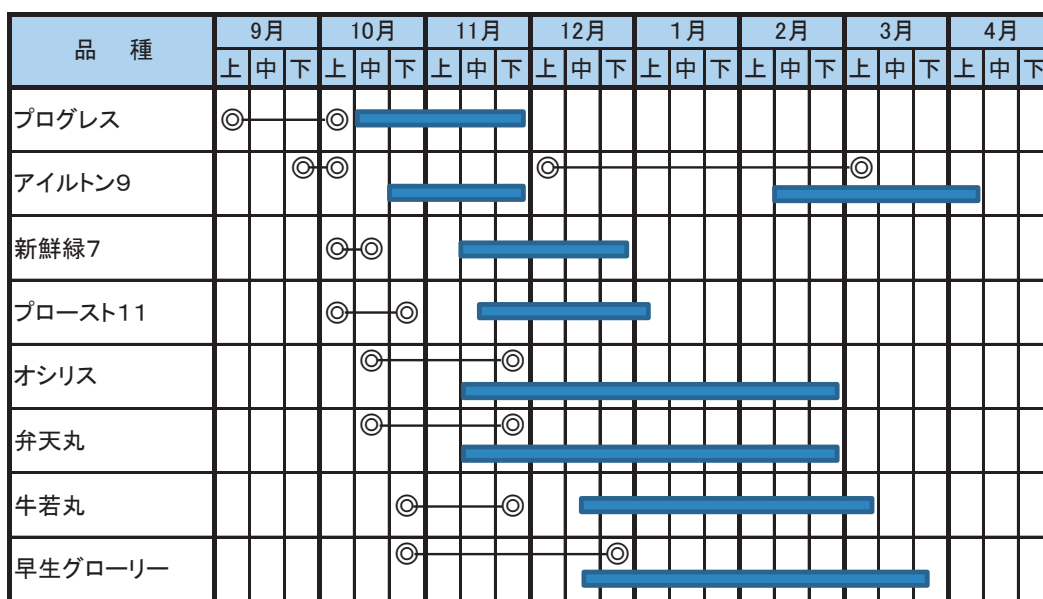 品 種 9月 10月 11月 12月 1月 2月 3月 4月
上 中 下 上 中 下 上 中 下 上 中 下 上 中 下 上 中 下 上 中 下 上 中 下
プログレス
アイルトン9
新鮮緑7
プロースト11
オシリス
弁天丸
牛若丸
早生グローリー